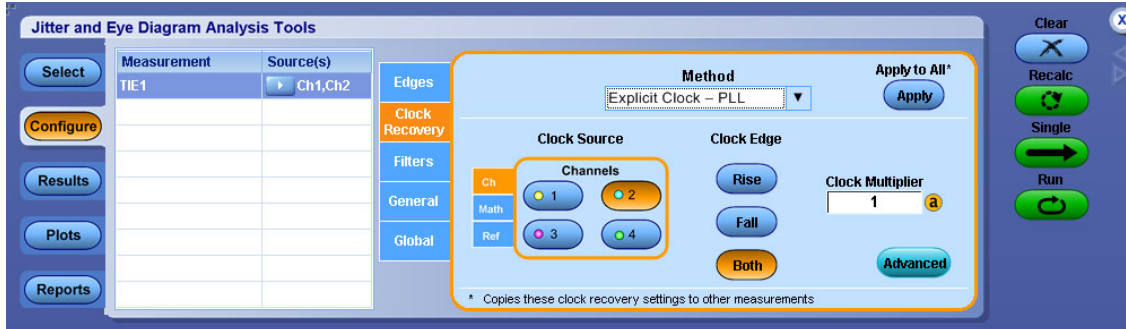 Jitter and Eye Diagram Analysis Tools
Select
Configure
Results
Plots
Reports
Measurement Source(s)
TIE1 Ch1,Ch2
Edges
Clock
Recovery
Filters
General
Global
Method
Explicit Clock – PLL
Apply to All*
Apply
Clock Source
Ch
Math
Ref
Channels
1 2
3 4
Clock Edge
Rise
Fall
Both
Clock Multiplier
1 a
Advanced
* Copies these clock recovery settings to other measurements
Clear
X
Recalc
Single
Run